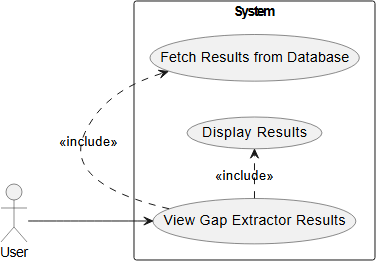 System
Fetch Results from Database
Display Results
«include»
«include»
View Gap Extractor Results
User